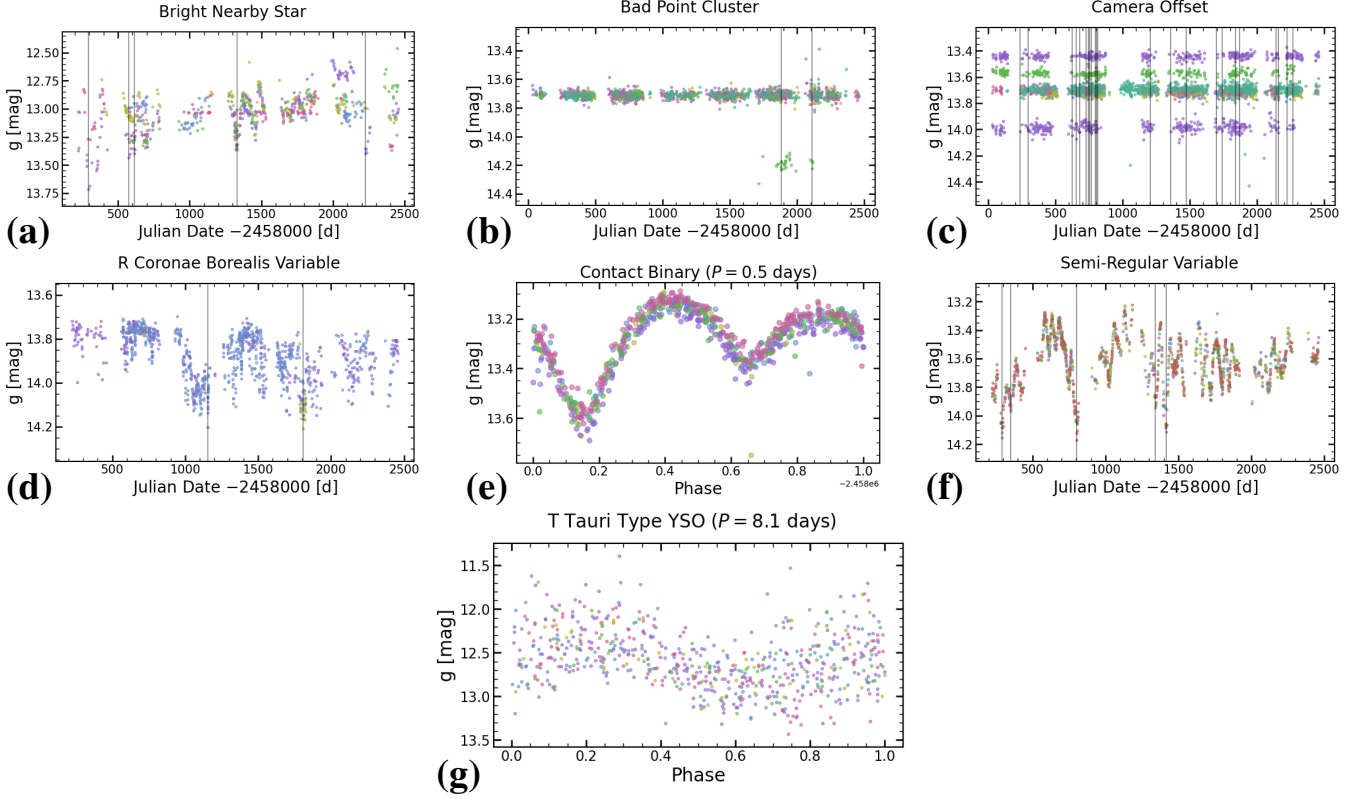 Bright Nearby Star
12.50
12.75
13.00
13.25
13.50
13.75
g [mag]
500 1000 1500 2000 2500
Julian Date −2458000 [d]
(a)
Bad Point Cluster
13.4
13.6
13.8
14.0
14.2
14.4
g [mag]
0 500 1000 1500 2000 2500
Julian Date −2458000 [d]
(b)
Camera Offset
13.4
13.6
13.8
14.0
14.2
14.4
g [mag]
0 500 1000 1500 2000 2500
Julian Date −2458000 [d]
(c)
R Coronae Borealis Variable
13.6
13.8
14.0
14.2
g [mag]
500 1000 1500 2000 2500
Julian Date −2458000 [d]
(d)
Contact Binary (P = 0.5 days)
13.2
13.4
13.6
g [mag]
0.0 0.2 0.4 0.6 0.8 1.0
−2.458e6
Phase
(e)
Semi-Regular Variable
13.2
13.4
13.6
13.8
14.0
14.2
g [mag]
500 1000 1500 2000 2500
Julian Date −2458000 [d]
(f)
T Tauri Type YSO (P = 8.1 days)
11.5
12.0
12.5
13.0
13.5
g [mag]
0.0 0.2 0.4 0.6 0.8 1.0
Phase
(g)